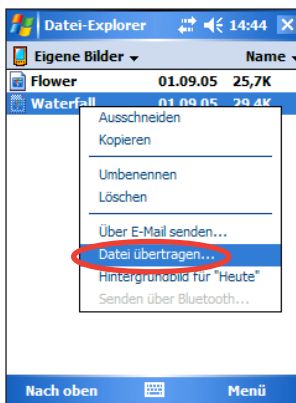 Datei-Explorer 14:44
Eigene Bilder Name
Flower 01.09.05 25,7K
Waterfall 01.09.05 29,4K
Ausschneiden
Kopieren
Umbenennen
Löschen
Über E-Mail senden...
Datei übertragen...
Hintergrundbild für "Heute"
Senden über Bluetooth...
Nach oben Menü